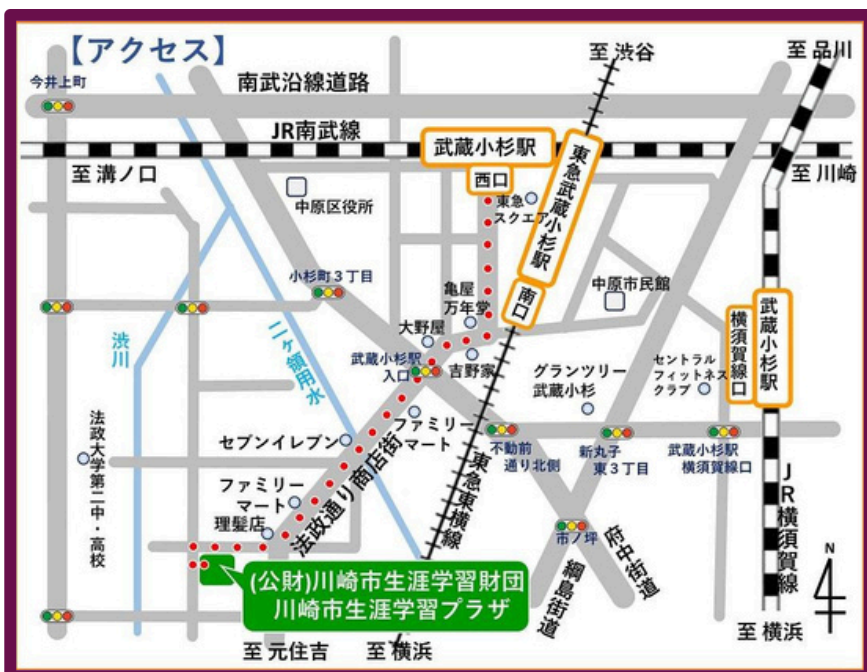 【アクセス】
至 渋谷
至 品川
今井上町
南武沿線道路
JR南武線
武蔵小杉駅
至 溝ノ口
西口
至 川崎
東急武蔵小杉駅
中原区役所
東急
スクエア
小杉町3丁目
南口
中原市民館
亀屋
万年堂
大野屋
渋川
二ヶ領用水
武蔵小杉駅
入口
吉野家
グランツリー
武蔵小杉
セントラル
フィットネス
クラブ
横須賀線口
武蔵小杉駅
法政大学第二中・高校
セブンイレブン
ファミリー
マート
不動前
通り北側
新丸子
東3丁目
武蔵小杉駅
横須賀線口
ファミリー
マート
理髪店
法政通り商店街
東急東横線
JR横須賀線
市ノ坪
府中街道
綱島街道
N
(公財)川崎市生涯学習財団
川崎市生涯学習プラザ
至 元住吉
至 横浜
至 横浜